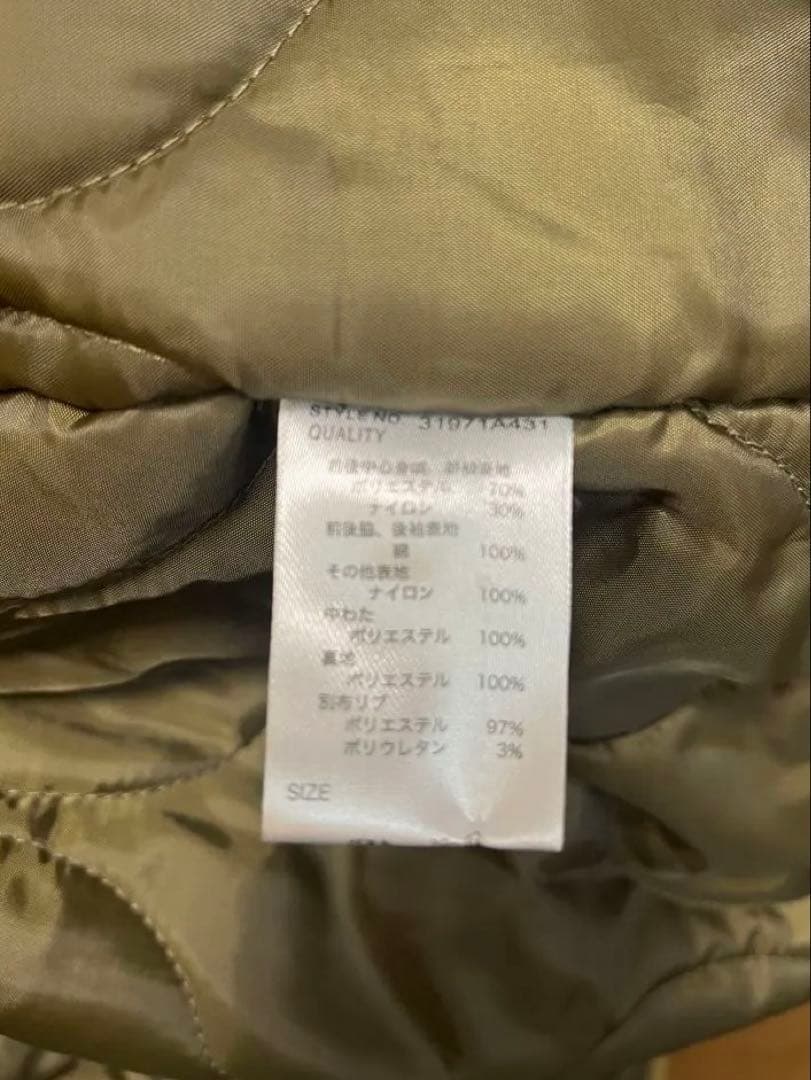 STYLE NO. 31971A431
QUALITY
前後中心身頃、前袖表地
ポリエステル 70%
ナイロン 30%
前後脇、後袖表地
綿 100%
その他表地
ナイロン 100%
中わた
ポリエステル 100%
裏地
ポリエステル 100%
別布リブ
ポリエステル 97%
ポリウレタン 3%
SIZE